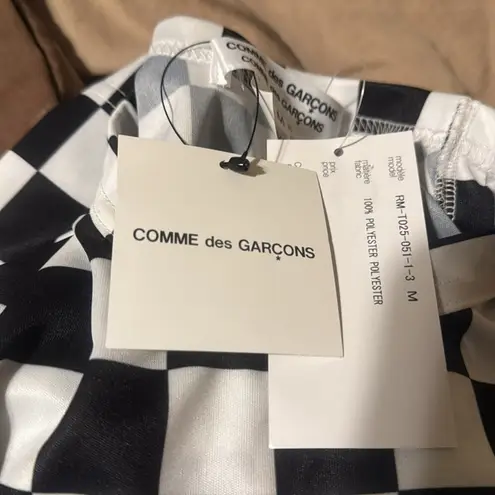 COMME des GARÇONS
COMME des GARÇONS
COMME des GARÇONS
*
modèle
model
RM-T025-051-1-3 M
matière
fabric
100% POLYESTER POLYESTER
prix
price